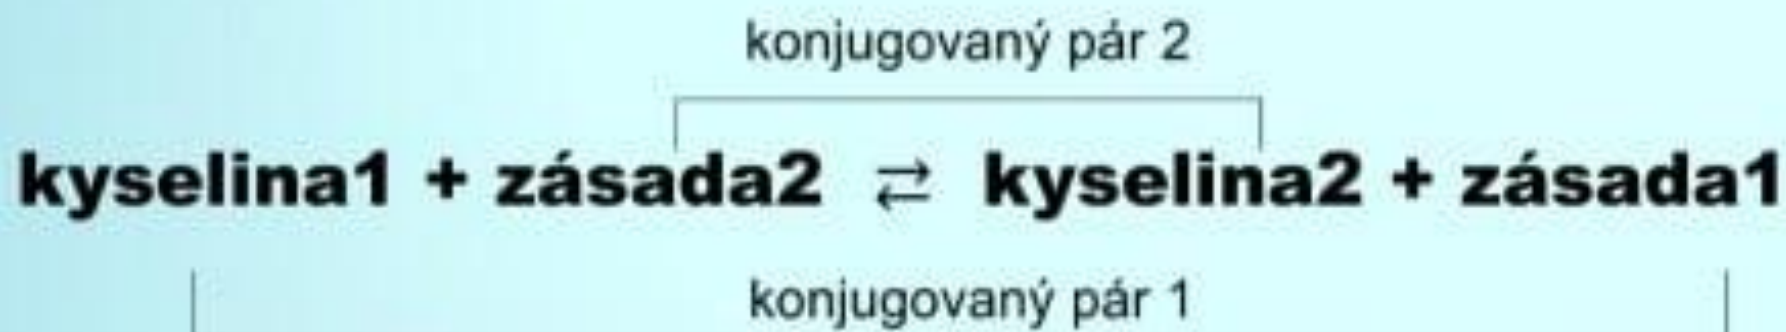 konjugovaný pár 2
kyselina1 + zásada2 ⇄ kyselina2 + zásada1
konjugovaný pár 1